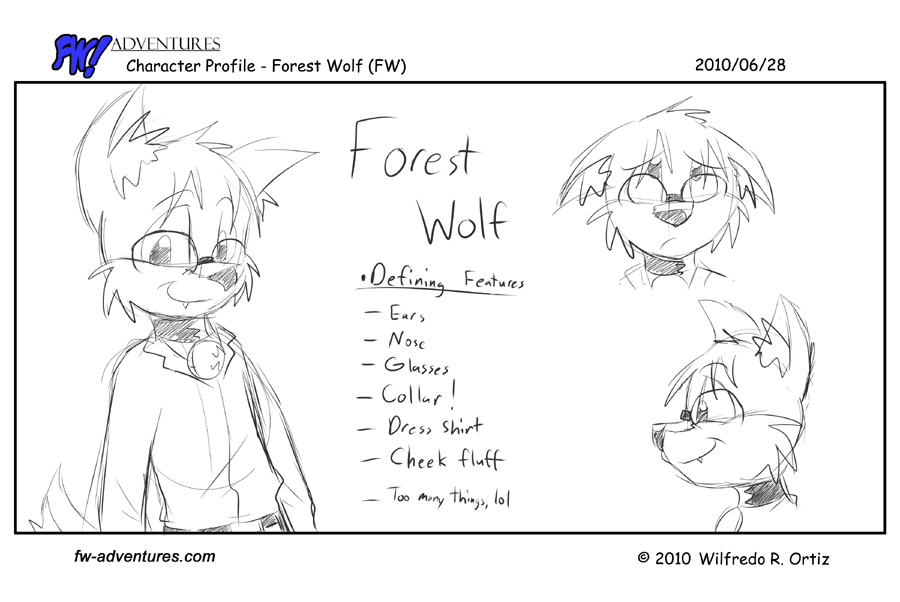 FW! ADVENTURES
Character Profile - Forest Wolf (FW)
2010/06/28
Forest
Wolf
• Defining Features
— Ears
— Nose
— Glasses
— Collar!
— Dress shirt
— Cheek fluff
— Too many things, lol
fw-adventures.com
© 2010 Wilfredo R. Ortiz